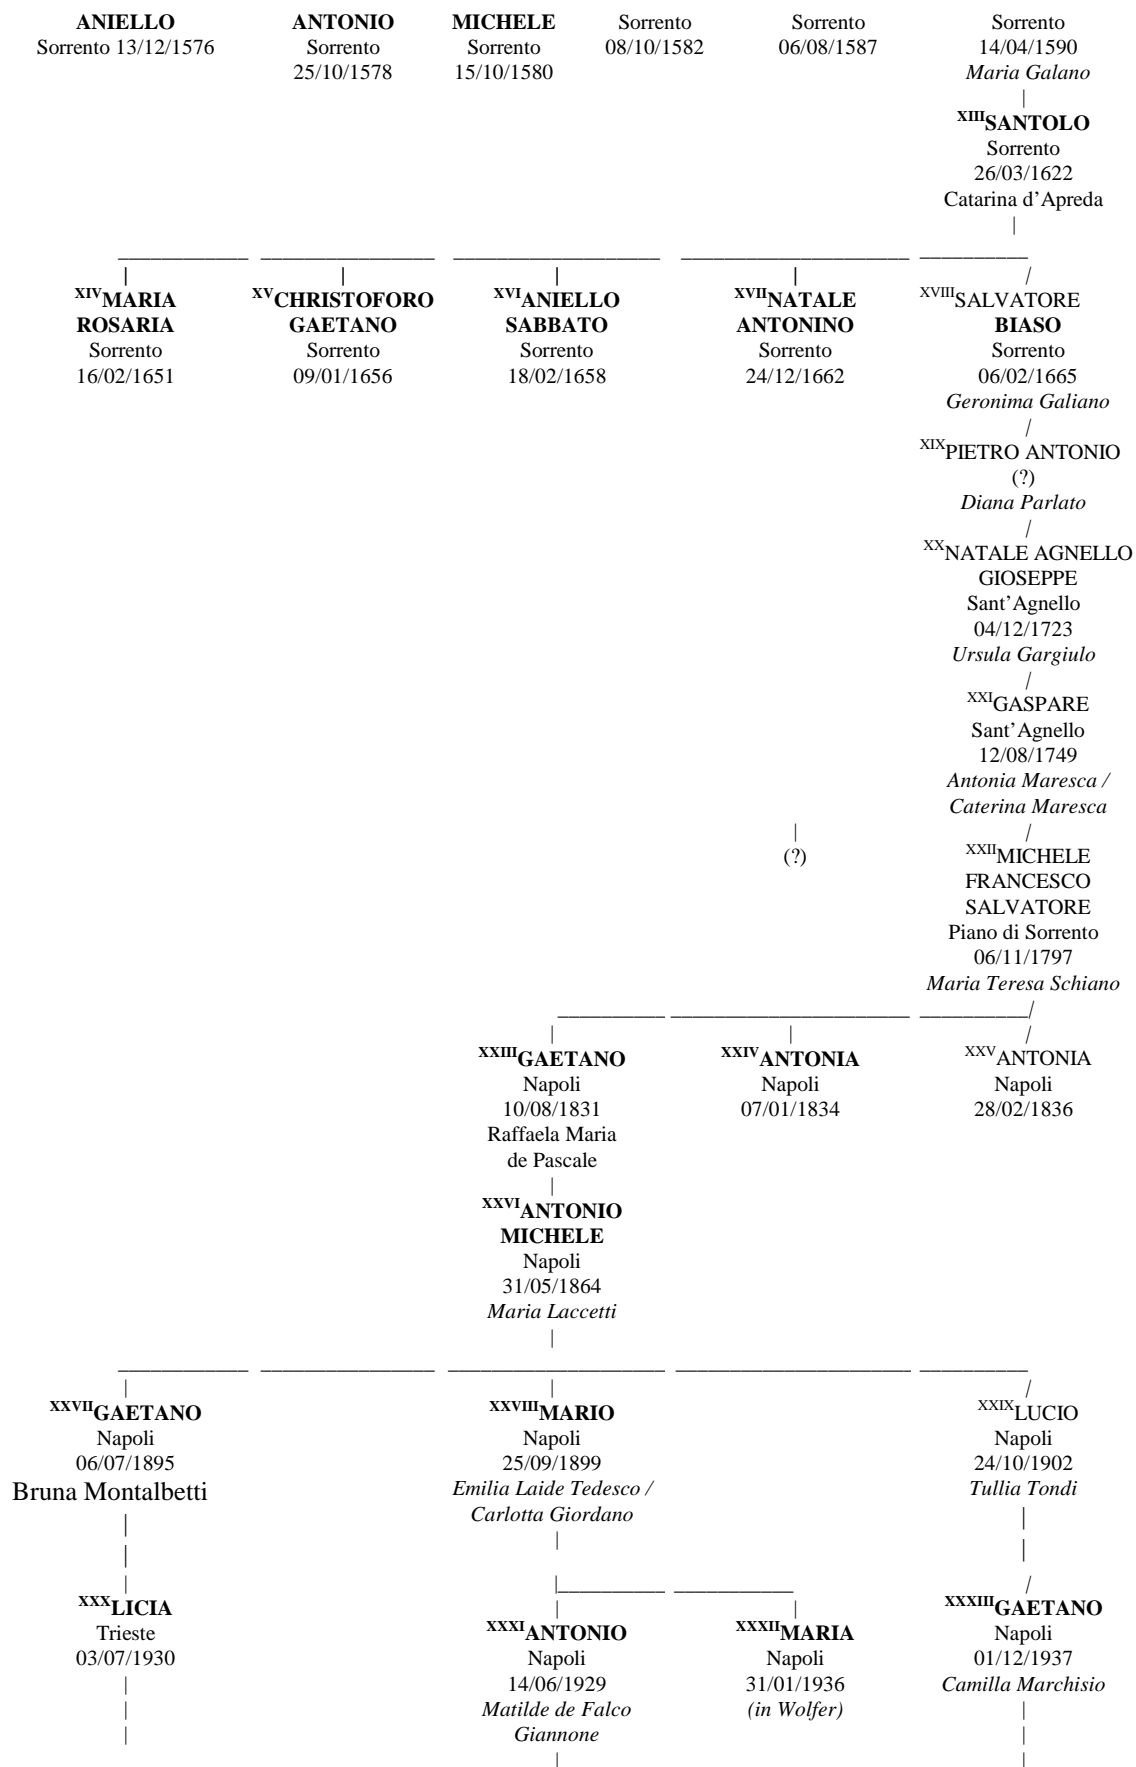 ANIELLO
Sorrento 13/12/1576
ANTONIO
Sorrento
25/10/1578
MICHELE
Sorrento
15/10/1580
Sorrento
08/10/1582
Sorrento
06/08/1587
Sorrento
14/04/1590
Maria Galano
XIIISANTOLO
Sorrento
26/03/1622
Catarina d’Apreda
XIVMARIA
ROSARIA
Sorrento
16/02/1651
XVCHRISTOFORO
GAETANO
Sorrento
09/01/1656
XVIANIELLO
SABBATO
Sorrento
18/02/1658
XVIINATALE
ANTONINO
Sorrento
24/12/1662
XVIIISALVATORE
BIASO
Sorrento
06/02/1665
Geronima Galiano
XIXPIETRO ANTONIO
(?)
Diana Parlato
XXNATALE AGNELLO
GIOSEPPE
Sant’Agnello
04/12/1723
Ursula Gargiulo
XXIGASPARE
Sant’Agnello
12/08/1749
Antonia Maresca /
Caterina Maresca
(?)
XXIIMICHELE
FRANCESCO
SALVATORE
Piano di Sorrento
06/11/1797
Maria Teresa Schiano
XXIIIGAETANO
Napoli
10/08/1831
Raffaela Maria
de Pascale
XXIVANTONIA
Napoli
07/01/1834
XXVANTONIA
Napoli
28/02/1836
XXVIANTONIO
MICHELE
Napoli
31/05/1864
Maria Laccetti
XXVIIGAETANO
Napoli
06/07/1895
Bruna Montalbetti
XXVIIIMARIO
Napoli
25/09/1899
Emilia Laide Tedesco /
Carlotta Giordano
XXIXLUCIO
Napoli
24/10/1902
Tullia Tondi
XXXLICIA
Trieste
03/07/1930
XXXIANTONIO
Napoli
14/06/1929
Matilde de Falco
Giannone
XXXIIMARIA
Napoli
31/01/1936
(in Wolfer)
XXXIIIGAETANO
Napoli
01/12/1937
Camilla Marchisio